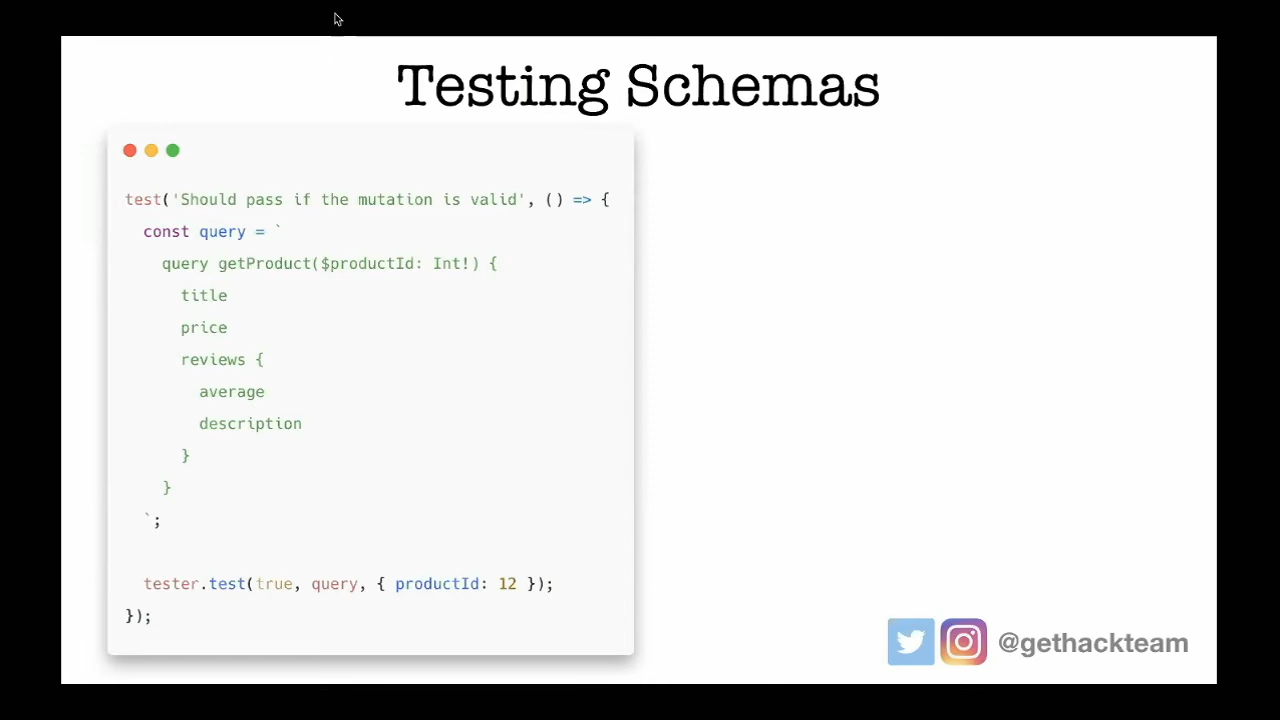 Testing Schemas
test('Should pass if the mutation is valid', () => {
  const query = `
    query getProduct($productId: Int!) {
      title
      price
      reviews {
        average
        description
      }
    }
  `;
  tester.test(true, query, { productId: 12 });
});
@gethackteam